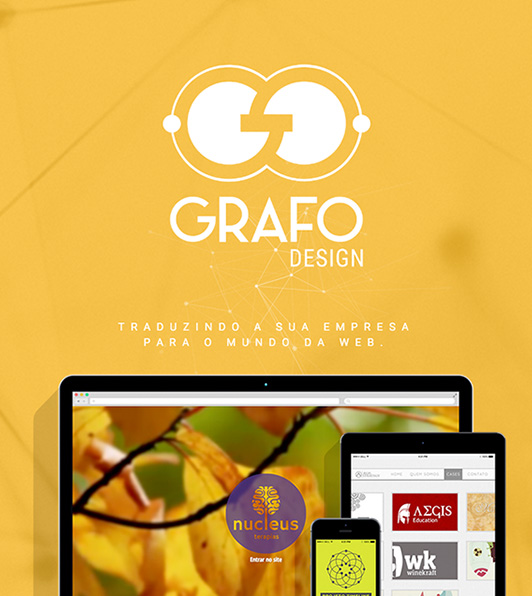 GRAFO
DESIGN
TRADUZINDO A SUA EMPRESA
PARA O MUNDO DA WEB.
nucleus
terapias
Entrar no site
HOME QUEM SOMOS CASES CONTATO
AEGIS
Education
wk
winekraft